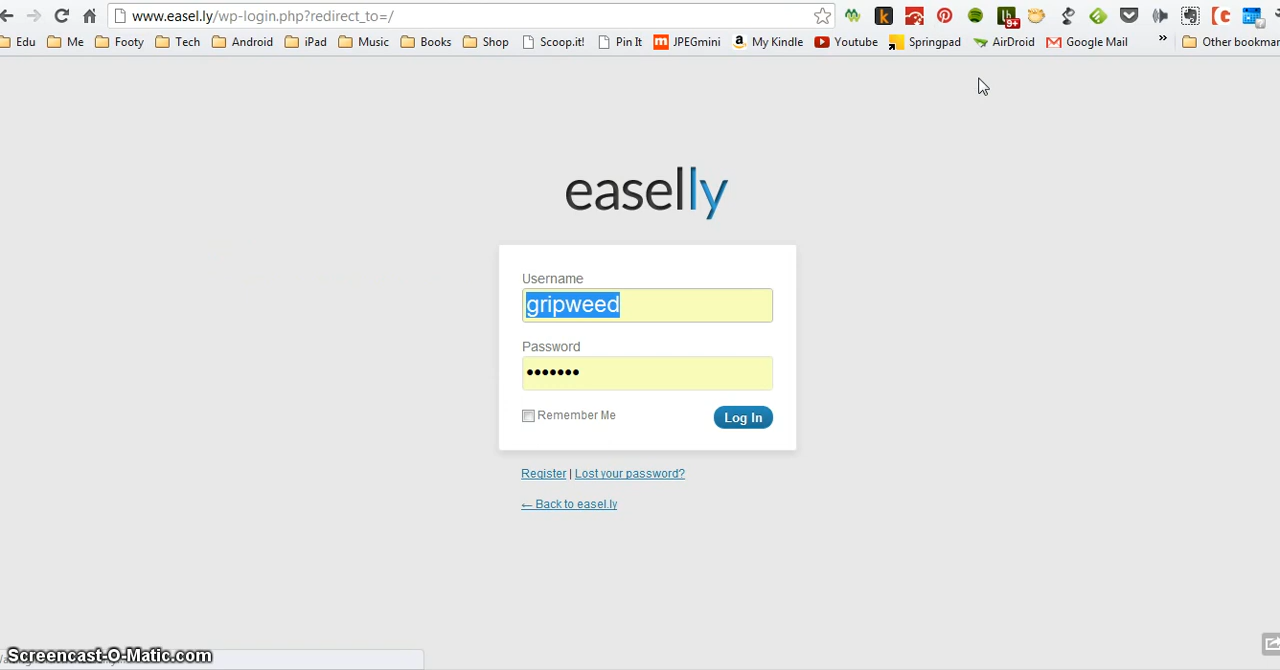 www.easel.ly/wp-login.php?redirect_to=/
9+
Edu Me Footy Tech Android iPad Music Books Shop Scoop.it! Pin It JPEGmini My Kindle Youtube Springpad AirDroid Google Mail » Other bookmar
easelly
Username
gripweed
Password
•••••••
Remember Me Log In
Register | Lost your password?
← Back to easel.ly
Screencast-O-Matic.com